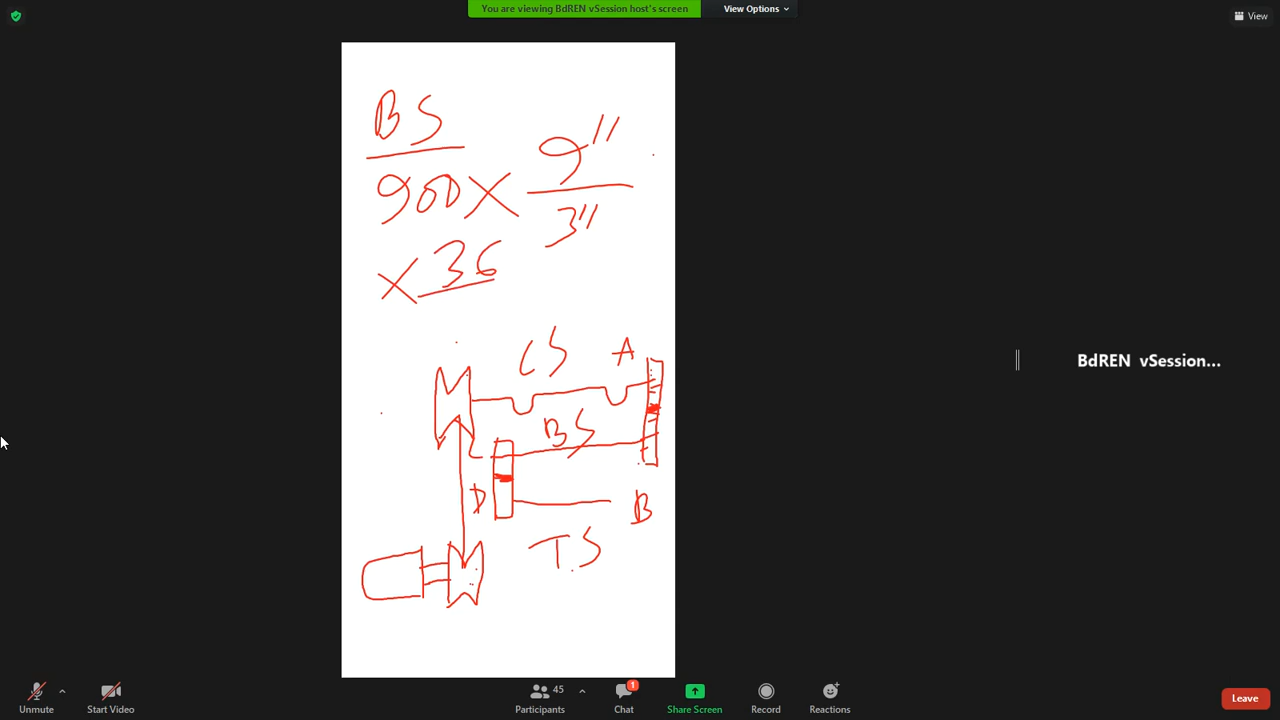 You are viewing BdREN vSession host's screen
View Options
View
BS
900 × 9"
3"
× 36
CS A
BS
D B
T.S
BdREN vSession...
Unmute
Start Video
45
Participants
1
Chat
Share Screen
Record
Reactions
Leave